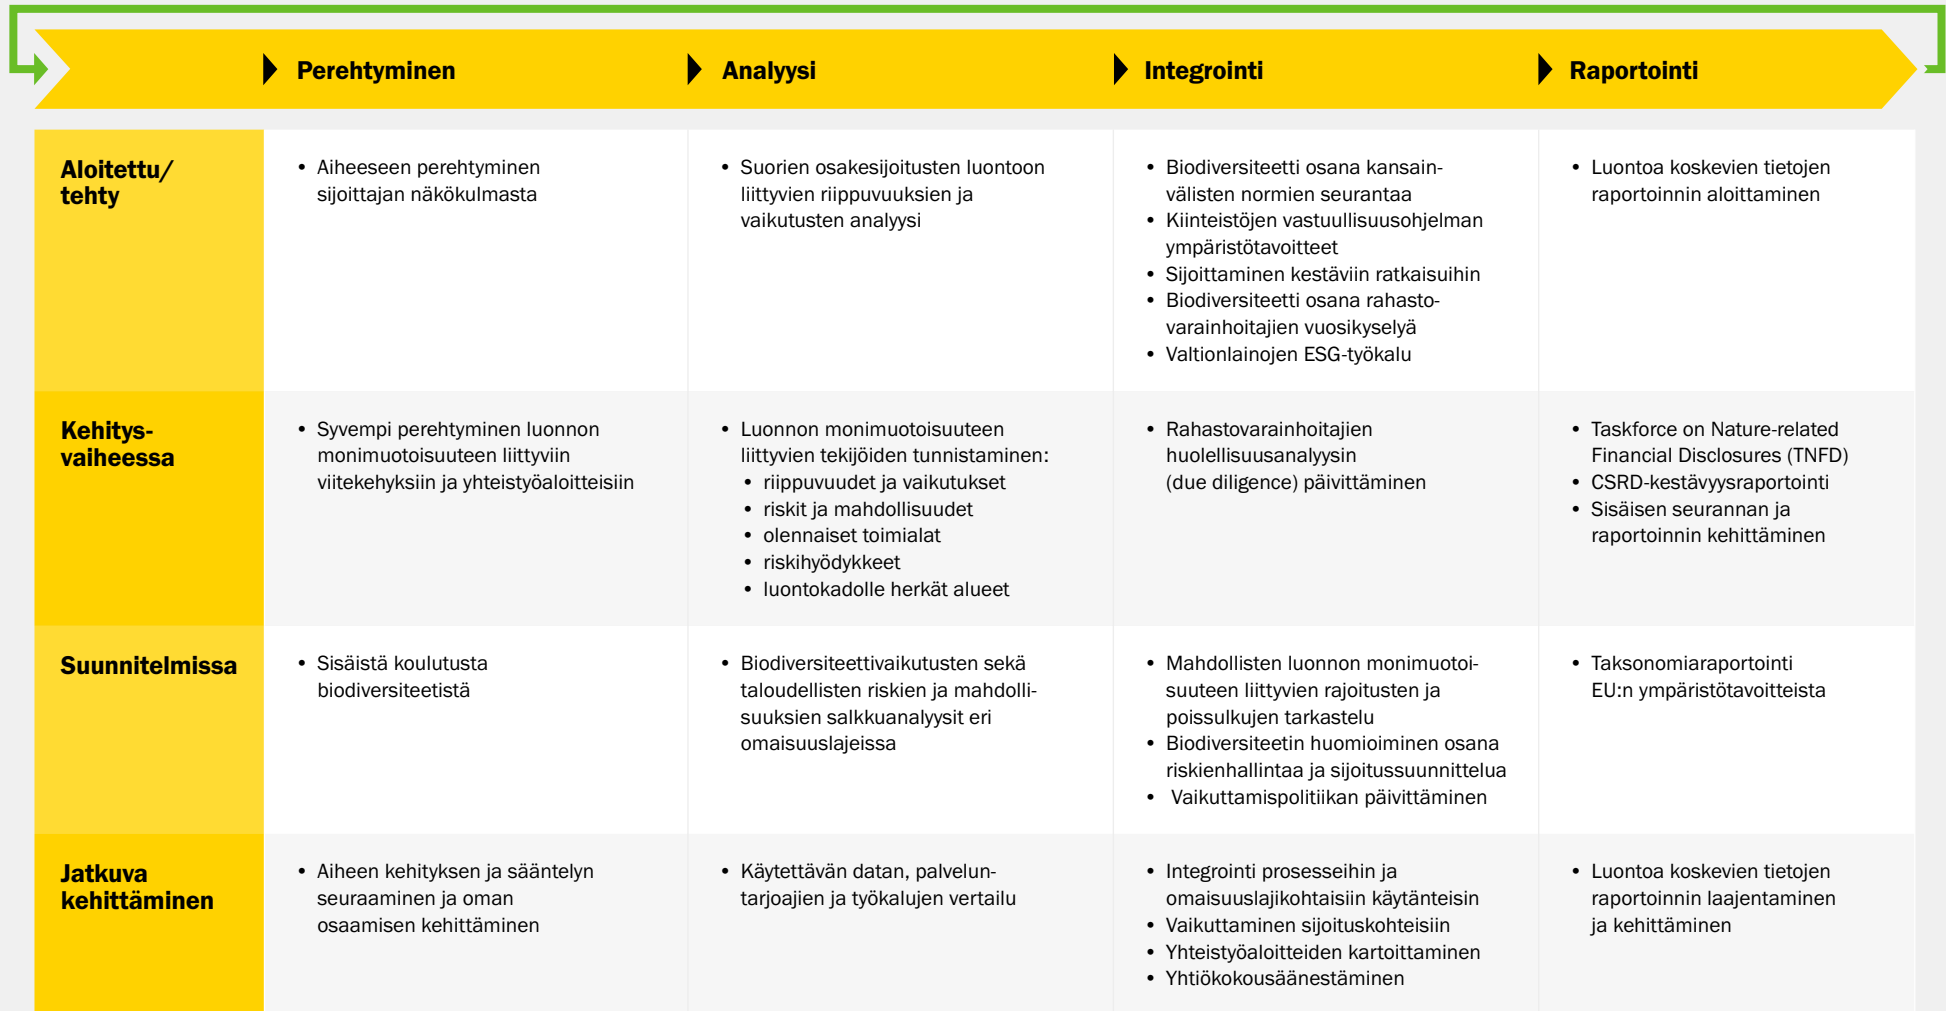 Perehtyminen
Analyysi
Integrointi
Raportointi
Aloitettu/
tehty
• Aiheeseen perehtyminen
sijoittajan näkökulmasta
• Suorien osakesijoitusten luontoon
liittyvien riippuvuuksien ja
vaikutusten analyysi
• Biodiversiteetti osana kansain-
välisten normien seurantaa
• Kiinteistöjen vastuullisuusohjelman
ympäristötavoitteet
• Sijoittaminen kestäviin ratkaisuihin
• Biodiversiteetti osana rahasto-
varainhoitajien vuosikyselyä
• Valtionlainojen ESG-työkalu
• Luontoa koskevien tietojen
raportoinnin aloittaminen
Kehitys-
vaiheessa
• Syvempi perehtyminen luonnon
monimuotoisuuteen liittyviin
viitekehyksiin ja yhteistyöaloitteisiin
• Luonnon monimuotoisuuteen
liittyvien tekijöiden tunnistaminen:
• riippuvuudet ja vaikutukset
• riskit ja mahdollisuudet
• olennaiset toimialat
• riskihyödykkeet
• luontokadolle herkät alueet
• Rahastovarainhoitajien
huolellisuusanalyysin
(due diligence) päivittäminen
• Taskforce on Nature-related
Financial Disclosures (TNFD)
• CSRD-kestävyysraportointi
• Sisäisen seurannan ja
raportoinnin kehittäminen
Suunnitelmissa
• Sisäistä koulutusta
biodiversiteetistä
• Biodiversiteettivaikutusten sekä
taloudellisten riskien ja mahdolli-
suuksien salkkuanalyysit eri
omaisuuslajeissa
• Mahdollisten luonnon monimuotoi-
suuteen liittyvien rajoitusten ja
poissulkujen tarkastelu
• Biodiversiteetin huomioiminen osana
riskienhallintaa ja sijoitussuunnittelua
• Vaikuttamispolitiikan päivittäminen
• Taksonomiaraportointi
EU:n ympäristötavoitteista
Jatkuva
kehittäminen
• Aiheen kehityksen ja sääntelyn
seuraaminen ja oman
osaamisen kehittäminen
• Käytettävän datan, palvelun-
tarjoajien ja työkalujen vertailu
• Integrointi prosesseihin ja
omaisuuslajikohtaisiin käytänteisin
• Vaikuttaminen sijoituskohteisiin
• Yhteistyöaloitteiden kartoittaminen
• Yhtiökokousäänestäminen
• Luontoa koskevien tietojen
raportoinnin laajentaminen
ja kehittäminen